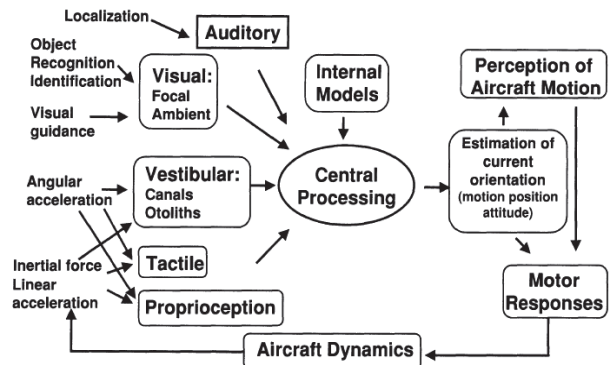 Localization
Auditory
Object
Recognition
Identification
Visual
guidance
Visual:
Focal
Ambient
Internal
Models
Perception of
Aircraft Motion
Angular
acceleration
Vestibular:
Canals
Otoliths
Central
Processing
Estimation of
current
orientation
(motion position
attitude)
Inertial force
Linear
acceleration
Tactile
Proprioception
Motor
Responses
Aircraft Dynamics